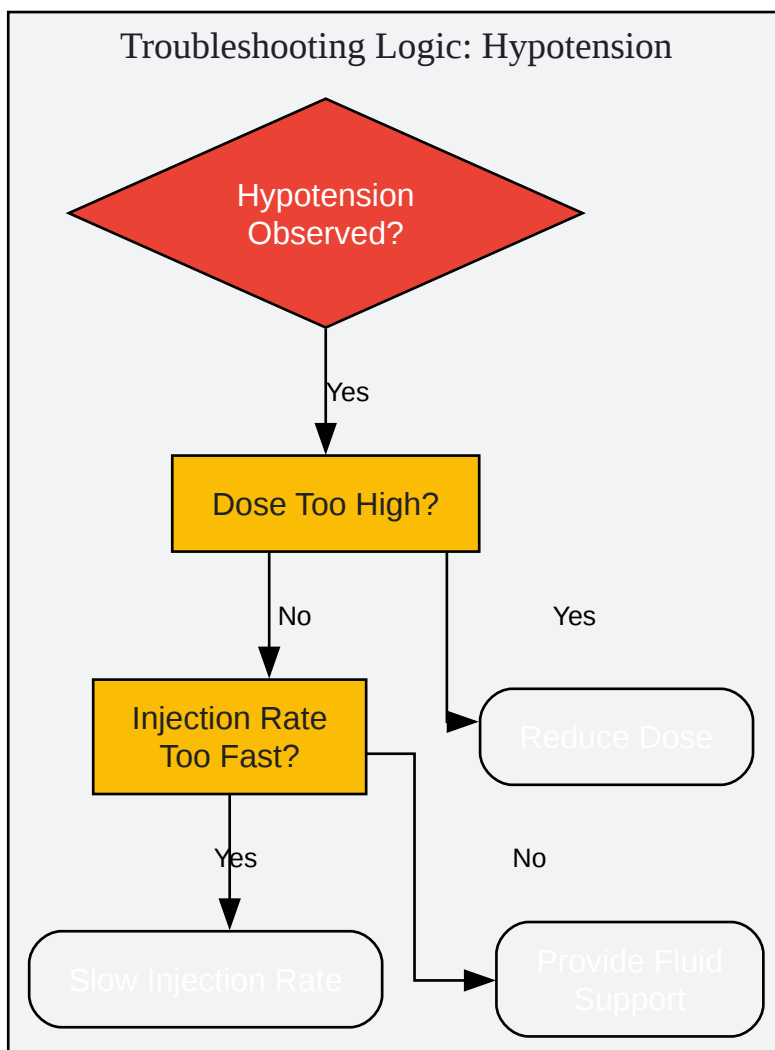 Troubleshooting Logic: Hypotension
Hypotension
Observed?
Yes
Dose Too High?
No
Yes
Injection Rate
Too Fast?
Reduce Dose
Yes
No
Slow Injection Rate
Provide Fluid
Support